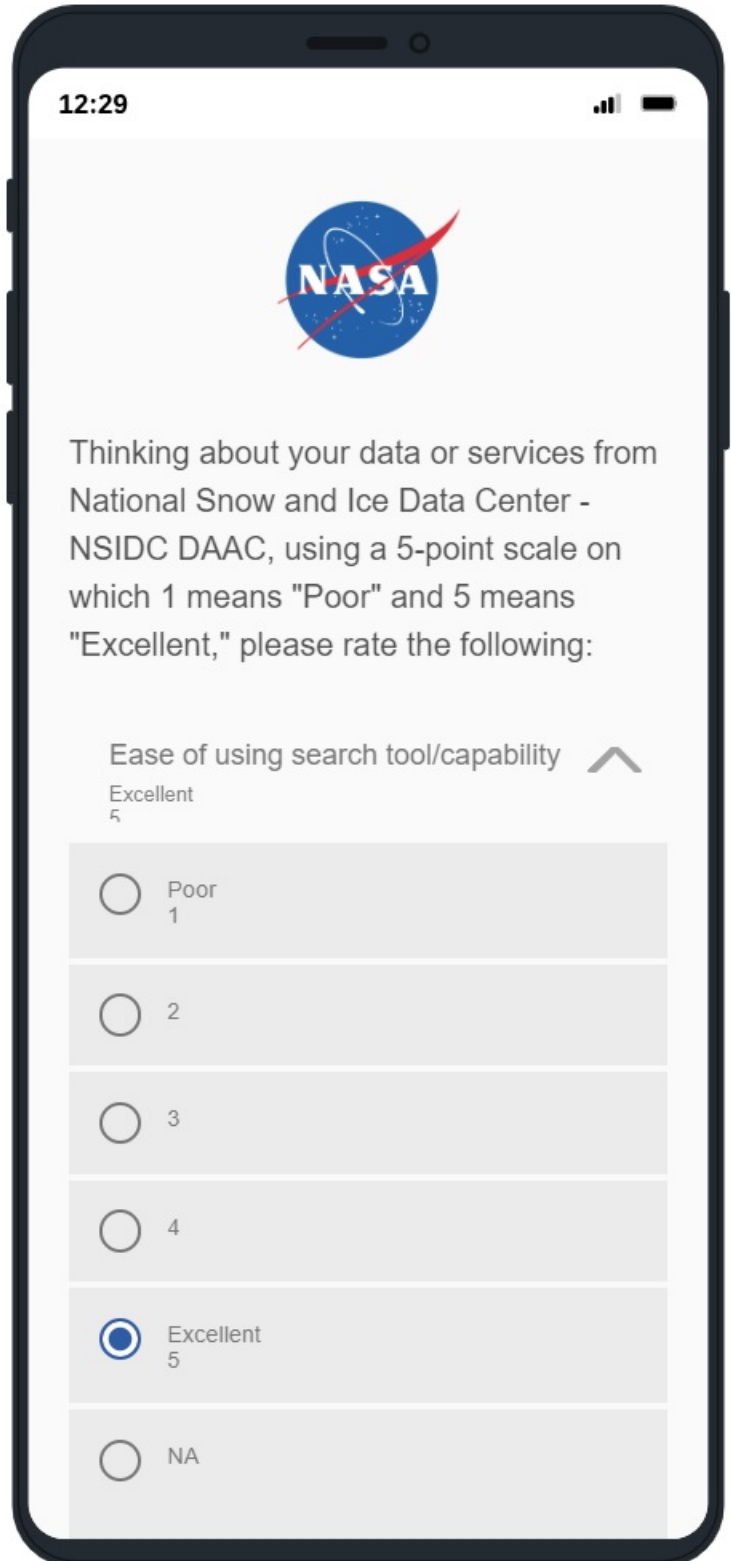 12:29
NASA
Thinking about your data or services from
National Snow and Ice Data Center -
NSIDC DAAC, using a 5-point scale on
which 1 means "Poor" and 5 means
"Excellent," please rate the following:
Ease of using search tool/capability
Excellent
5
Poor
1
2
3
4
Excellent
5
NA